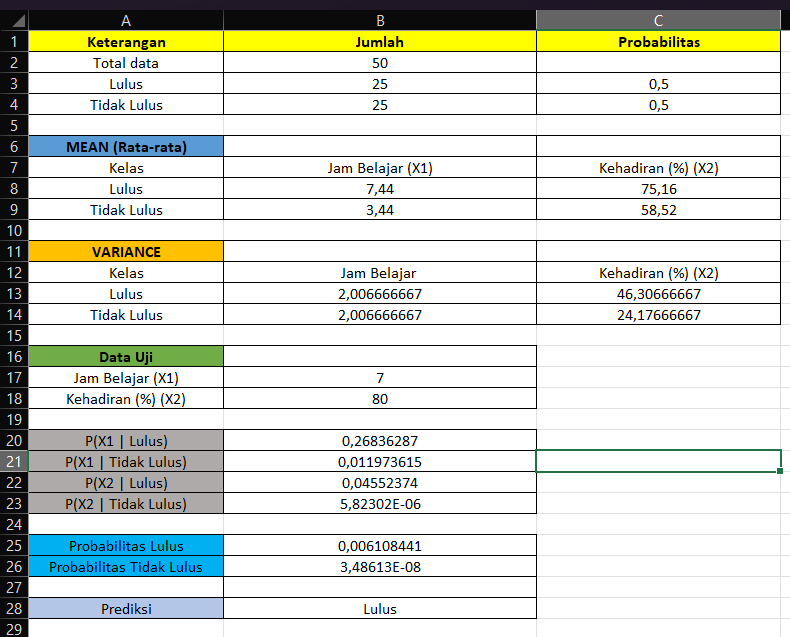 A B C
1 Keterangan Jumlah Probabilitas
2 Total data 50
3 Lulus 25 0,5
4 Tidak Lulus 25 0,5
5
6 MEAN (Rata-rata)
7 Kelas Jam Belajar (X1) Kehadiran (%) (X2)
8 Lulus 7,44 75,16
9 Tidak Lulus 3,44 58,52
10
11 VARIANCE
12 Kelas Jam Belajar Kehadiran (%) (X2)
13 Lulus 2,006666667 46,30666667
14 Tidak Lulus 2,006666667 24,17666667
15
16 Data Uji
17 Jam Belajar (X1) 7
18 Kehadiran (%) (X2) 80
19
20 P(X1 | Lulus) 0,26836287
21 P(X1 | Tidak Lulus) 0,011973615
22 P(X2 | Lulus) 0,04552374
23 P(X2 | Tidak Lulus) 5,82302E-06
24
25 Probabilitas Lulus 0,006108441
26 Probabilitas Tidak Lulus 3,48613E-08
27
28 Prediksi Lulus
29